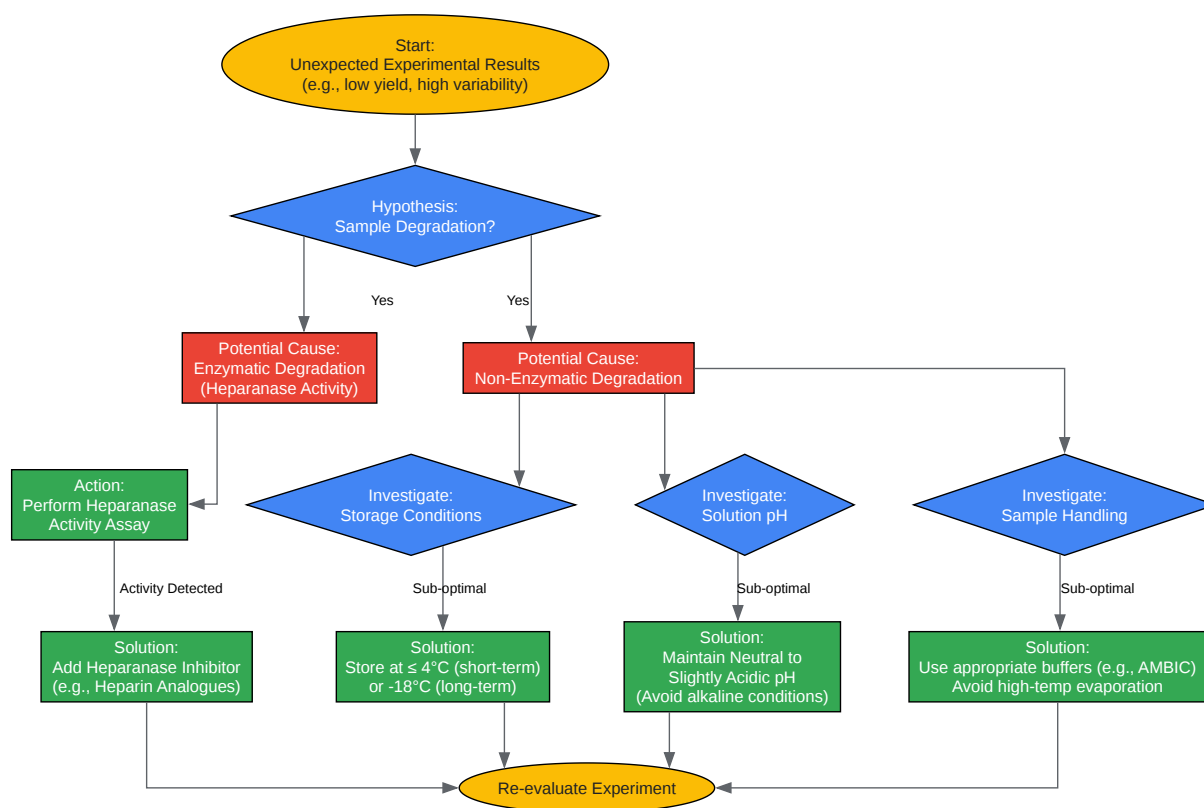 Start:
Unexpected Experimental Results
(e.g., low yield, high variability)
Hypothesis:
Sample Degradation?
Yes
Yes
Potential Cause:
Enzymatic Degradation
(Heparanase Activity)
Potential Cause:
Non-Enzymatic Degradation
Action:
Perform Heparanase
Activity Assay
Investigate:
Storage Conditions
Investigate:
Solution pH
Investigate:
Sample Handling
Activity Detected
Sub-optimal
Sub-optimal
Sub-optimal
Solution:
Add Heparanase Inhibitor
(e.g., Heparin Analogues)
Solution:
Store at ≤ 4°C (short-term)
or -18°C (long-term)
Solution:
Maintain Neutral to
Slightly Acidic pH
(Avoid alkaline conditions)
Solution:
Use appropriate buffers (e.g., AMBIC)
Avoid high-temp evaporation
Re-evaluate Experiment